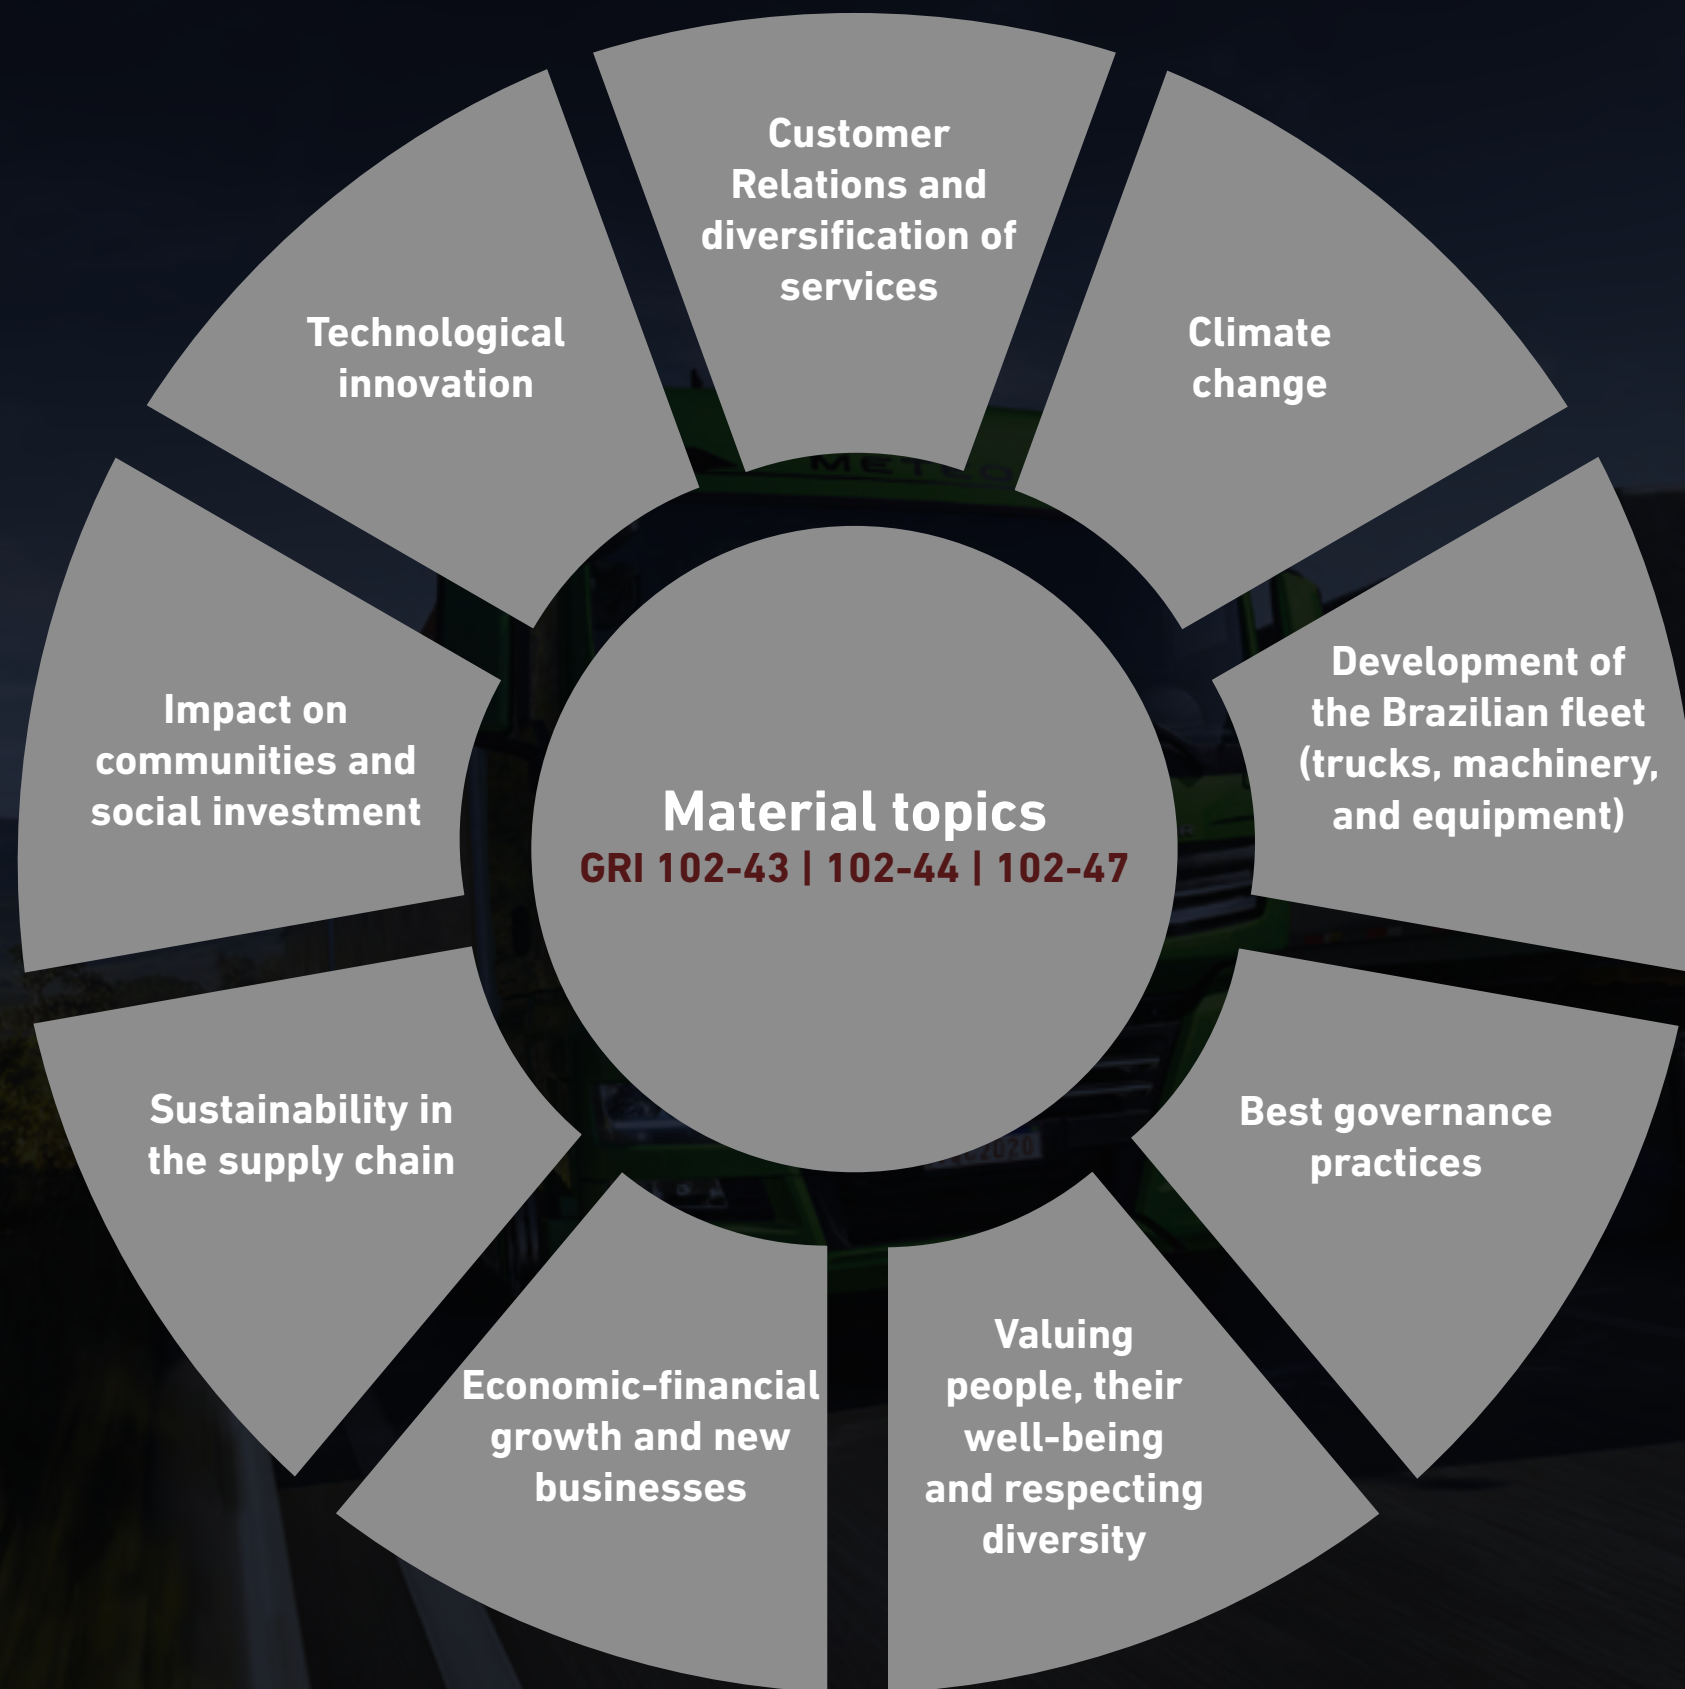 Customer
Relations and
diversification of
services
Technological
innovation
Climate
change
Impact on
communities and
social investment
Development of
the Brazilian fleet
(trucks, machinery,
and equipment)
Material topics
GRI 102-43 | 102-44 | 102-47
Sustainability in
the supply chain
Best governance
practices
Economic-financial
growth and new
businesses
Valuing
people, their
well-being
and respecting
diversity